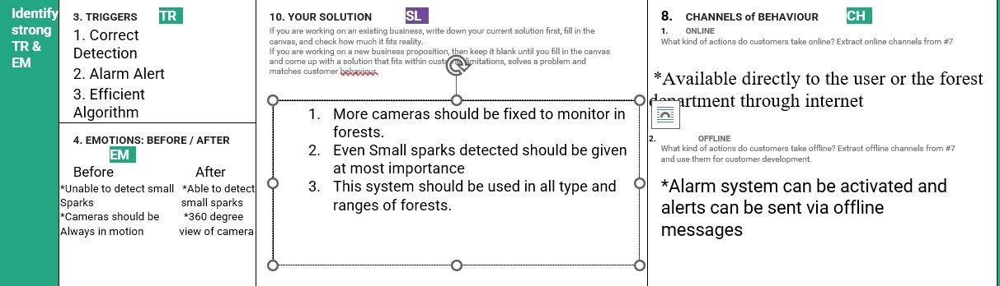 Identify
strong
TR &
EM
3. TRIGGERS TR
1. Correct
Detection
2. Alarm Alert
3. Efficient
Algorithm
4. EMOTIONS: BEFORE / AFTER
EM
Before After
*Unable to detect small *Able to detect
Sparks small sparks
*Cameras should be *360 degree
Always in motion view of camera
10. YOUR SOLUTION SL
If you are working on an existing business, write down your current solution first, fill in the
canvas, and check how much it fits reality.
If you are working on a new business proposition, then keep it blank until you fill in the canvas
and come up with a solution that fits within customer limitations, solves a problem and
matches customer behaviour.
1. More cameras should be fixed to monitor in
forests.
2. Even Small sparks detected should be given
at most importance
3. This system should be used in all type and
ranges of forests.
8. CHANNELS of BEHAVIOUR CH
1. ONLINE
What kind of actions do customers take online? Extract online channels from #7
*Available directly to the user or the forest
department through internet
2. OFFLINE
What kind of actions do customers take offline? Extract offline channels from #7
and use them for customer development.
*Alarm system can be activated and
alerts can be sent via offline
messages